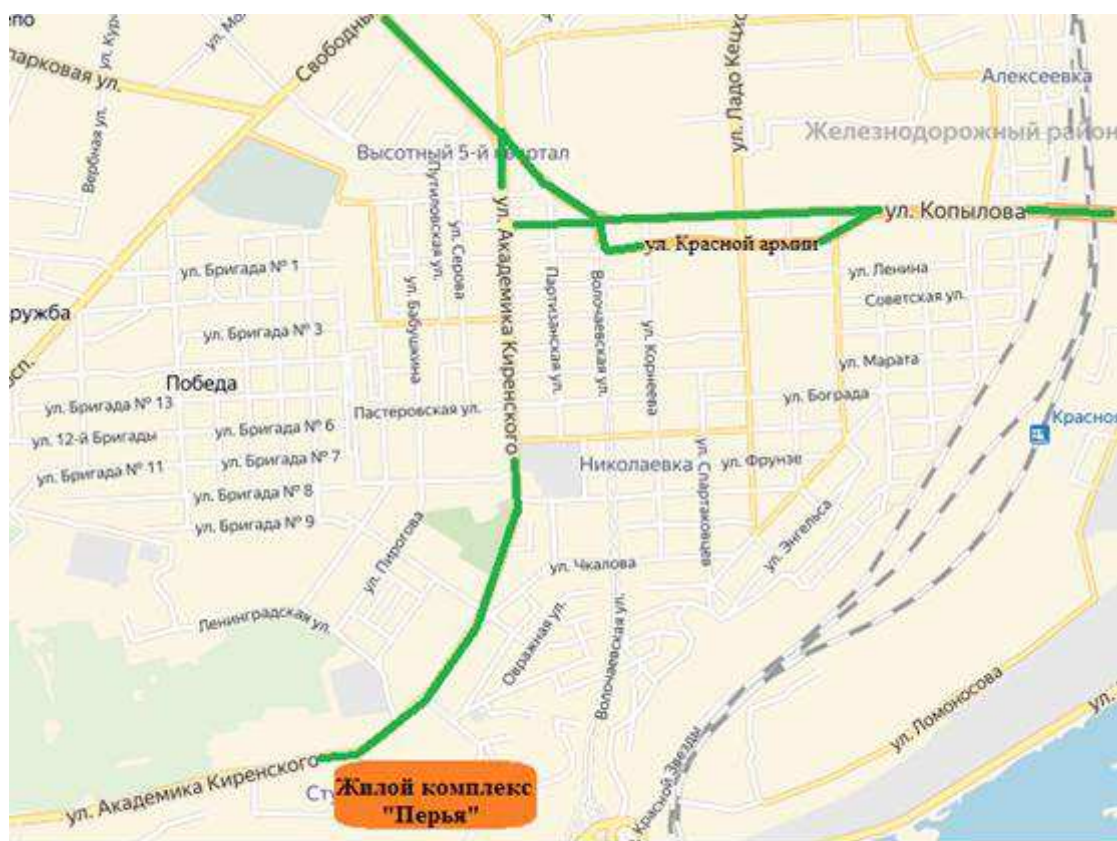 Свободный
парковая ул.
Вербная ул.
Алексеевка
Железнодорожный район
ул. Ладо Кецхо
Высотный 5-й квартал
Путиловская ул.
ул. Серова
ул. Академика Киренского
ул. Копылова
ул. Красной армии
ул. Бригада № 1
ул. Бабушкина
Партизанская ул.
Волочаевская ул.
ул. Корнеева
ул. Ленина
Советская ул.
ружба
ул. Бригада № 3
ул. Марата
Победа
ул. Бригада № 13
Пастеровская ул.
ул. Бограда
ул. 12-й Бригады
ул. Бригада № 6
Красно
ул. Бригада № 11
ул. Бригада № 7
Николаевка
ул. Спартаковцев
ул. Фрунзе
ул. Бригада № 8
ул. Бригада № 9
ул. Пирогова
ул. Энгельса
ул. Чкалова
Ленинградская ул.
Овражная ул.
Волочаевская ул.
ул. Ломоносова
ул. Академика Киренского
Красной Звезды
Жилой комплекс
"Перья"